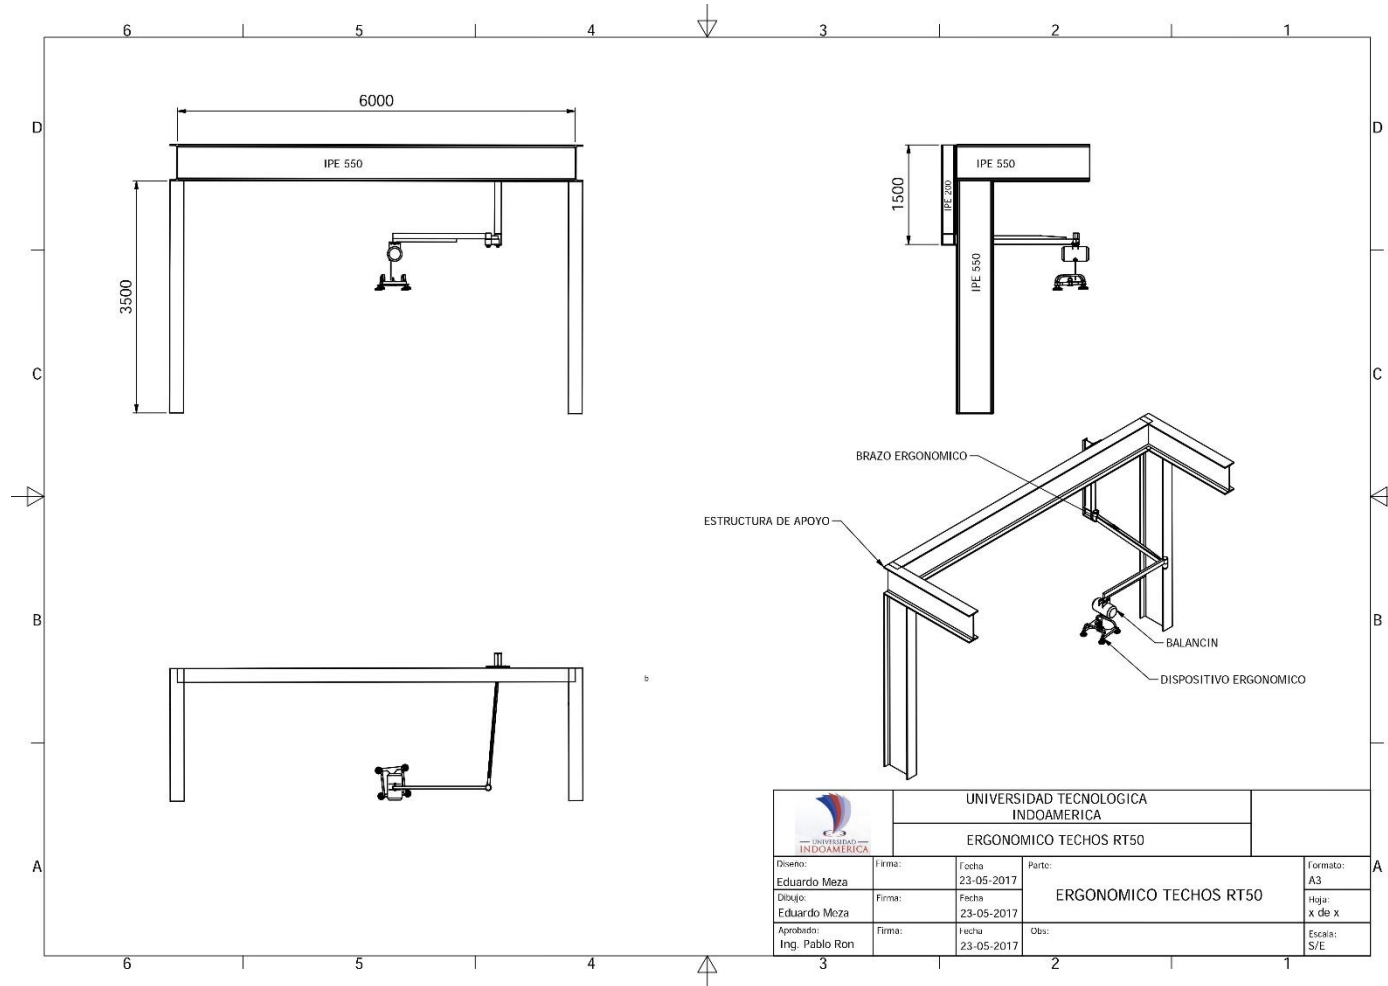 6 5 4 3 2 1
D D
6000
IPE 550
3500
1500
IPE 550
IPE 200
IPE 550
C C
BRAZO ERGONOMICO
ESTRUCTURA DE APOYO
B B
BALANCIN
DISPOSITIVO ERGONOMICO
b
UNIVERSIDAD TECNOLOGICA
INDOAMERICA
ERGONOMICO TECHOS RT50
UNIVERSIDAD
INDOAMERICA
A A
Diseno: Firma: Fecha Parte: Formato:
Eduardo Meza 23-05-2017 A3
ERGONOMICO TECHOS RT50
Dibujo: Firma: Fecha Hoja:
Eduardo Meza 23-05-2017 x de x
Aprobado: Firma: Fecha Obs: Escala:
Ing. Pablo Ron 23-05-2017 S/E
6 5 4 3 2 1